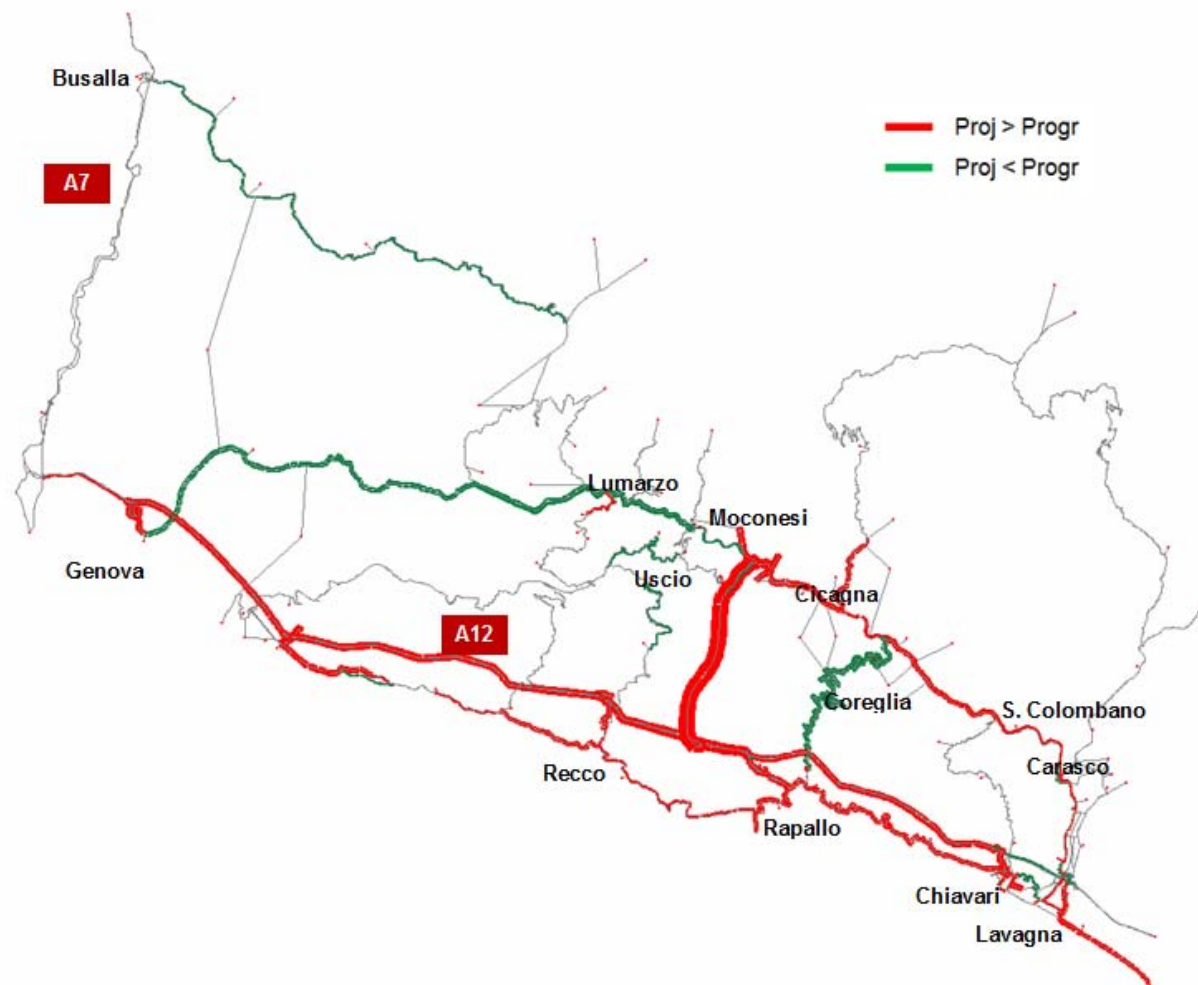 Busalla
Proj > Progr
Proj < Progr
A7
Lumarzo
Moconesi
Genova
Uscio
Cicagna
A12
Coreglia
S. Colombano
Recco
Carasco
Rapallo
Chiavari
Lavagna